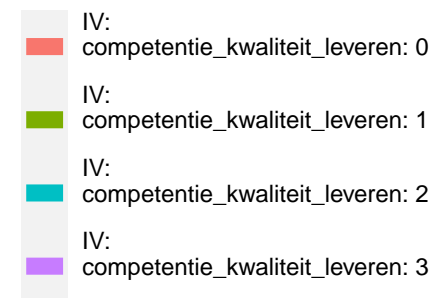 IV:
competentie_kwaliteit_leveren: 0
IV:
competentie_kwaliteit_leveren: 1
IV:
competentie_kwaliteit_leveren: 2
IV:
competentie_kwaliteit_leveren: 3